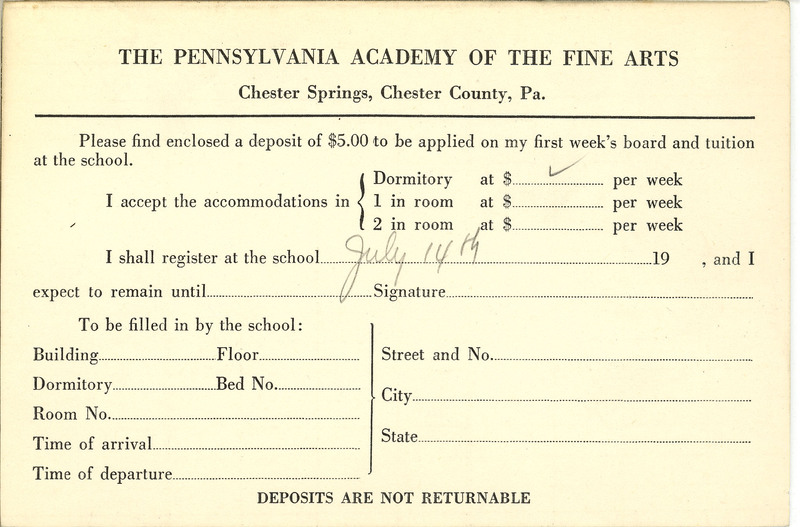 THE PENNSYLVANIA ACADEMY OF THE FINE ARTS
Chester Springs, Chester County, Pa.
Please find enclosed a deposit of $5.00 to be applied on my first week's board and tuition
at the school.
I accept the accommodations in
Dormitory at $ ✓ per week
1 in room at $ per week
2 in room at $ per week
I shall register at the school July 14th 19 , and I
expect to remain until Signature
To be filled in by the school:
Building Floor
Dormitory Bed No.
Room No.
Time of arrival
Time of departure
Street and No.
City
State
DEPOSITS ARE NOT RETURNABLE